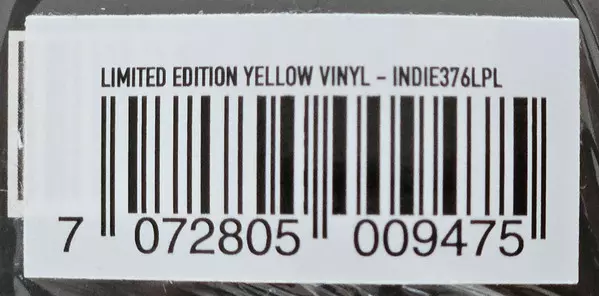 LIMITED EDITION YELLOW VINYL - INDIE376LPL
7 072805 009475